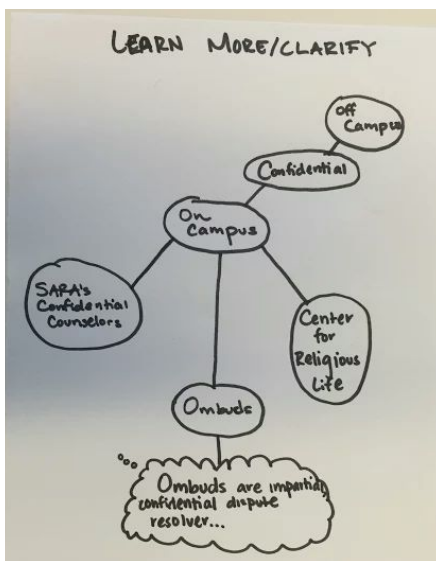 LEARN MORE/CLARIFY
Off
Campus
Confidential
On
Campus
SARA's
Confidential
Counselors
Center
for
Religious
Life
Ombuds
Ombuds are impartial,
confidential dispute
resolver...